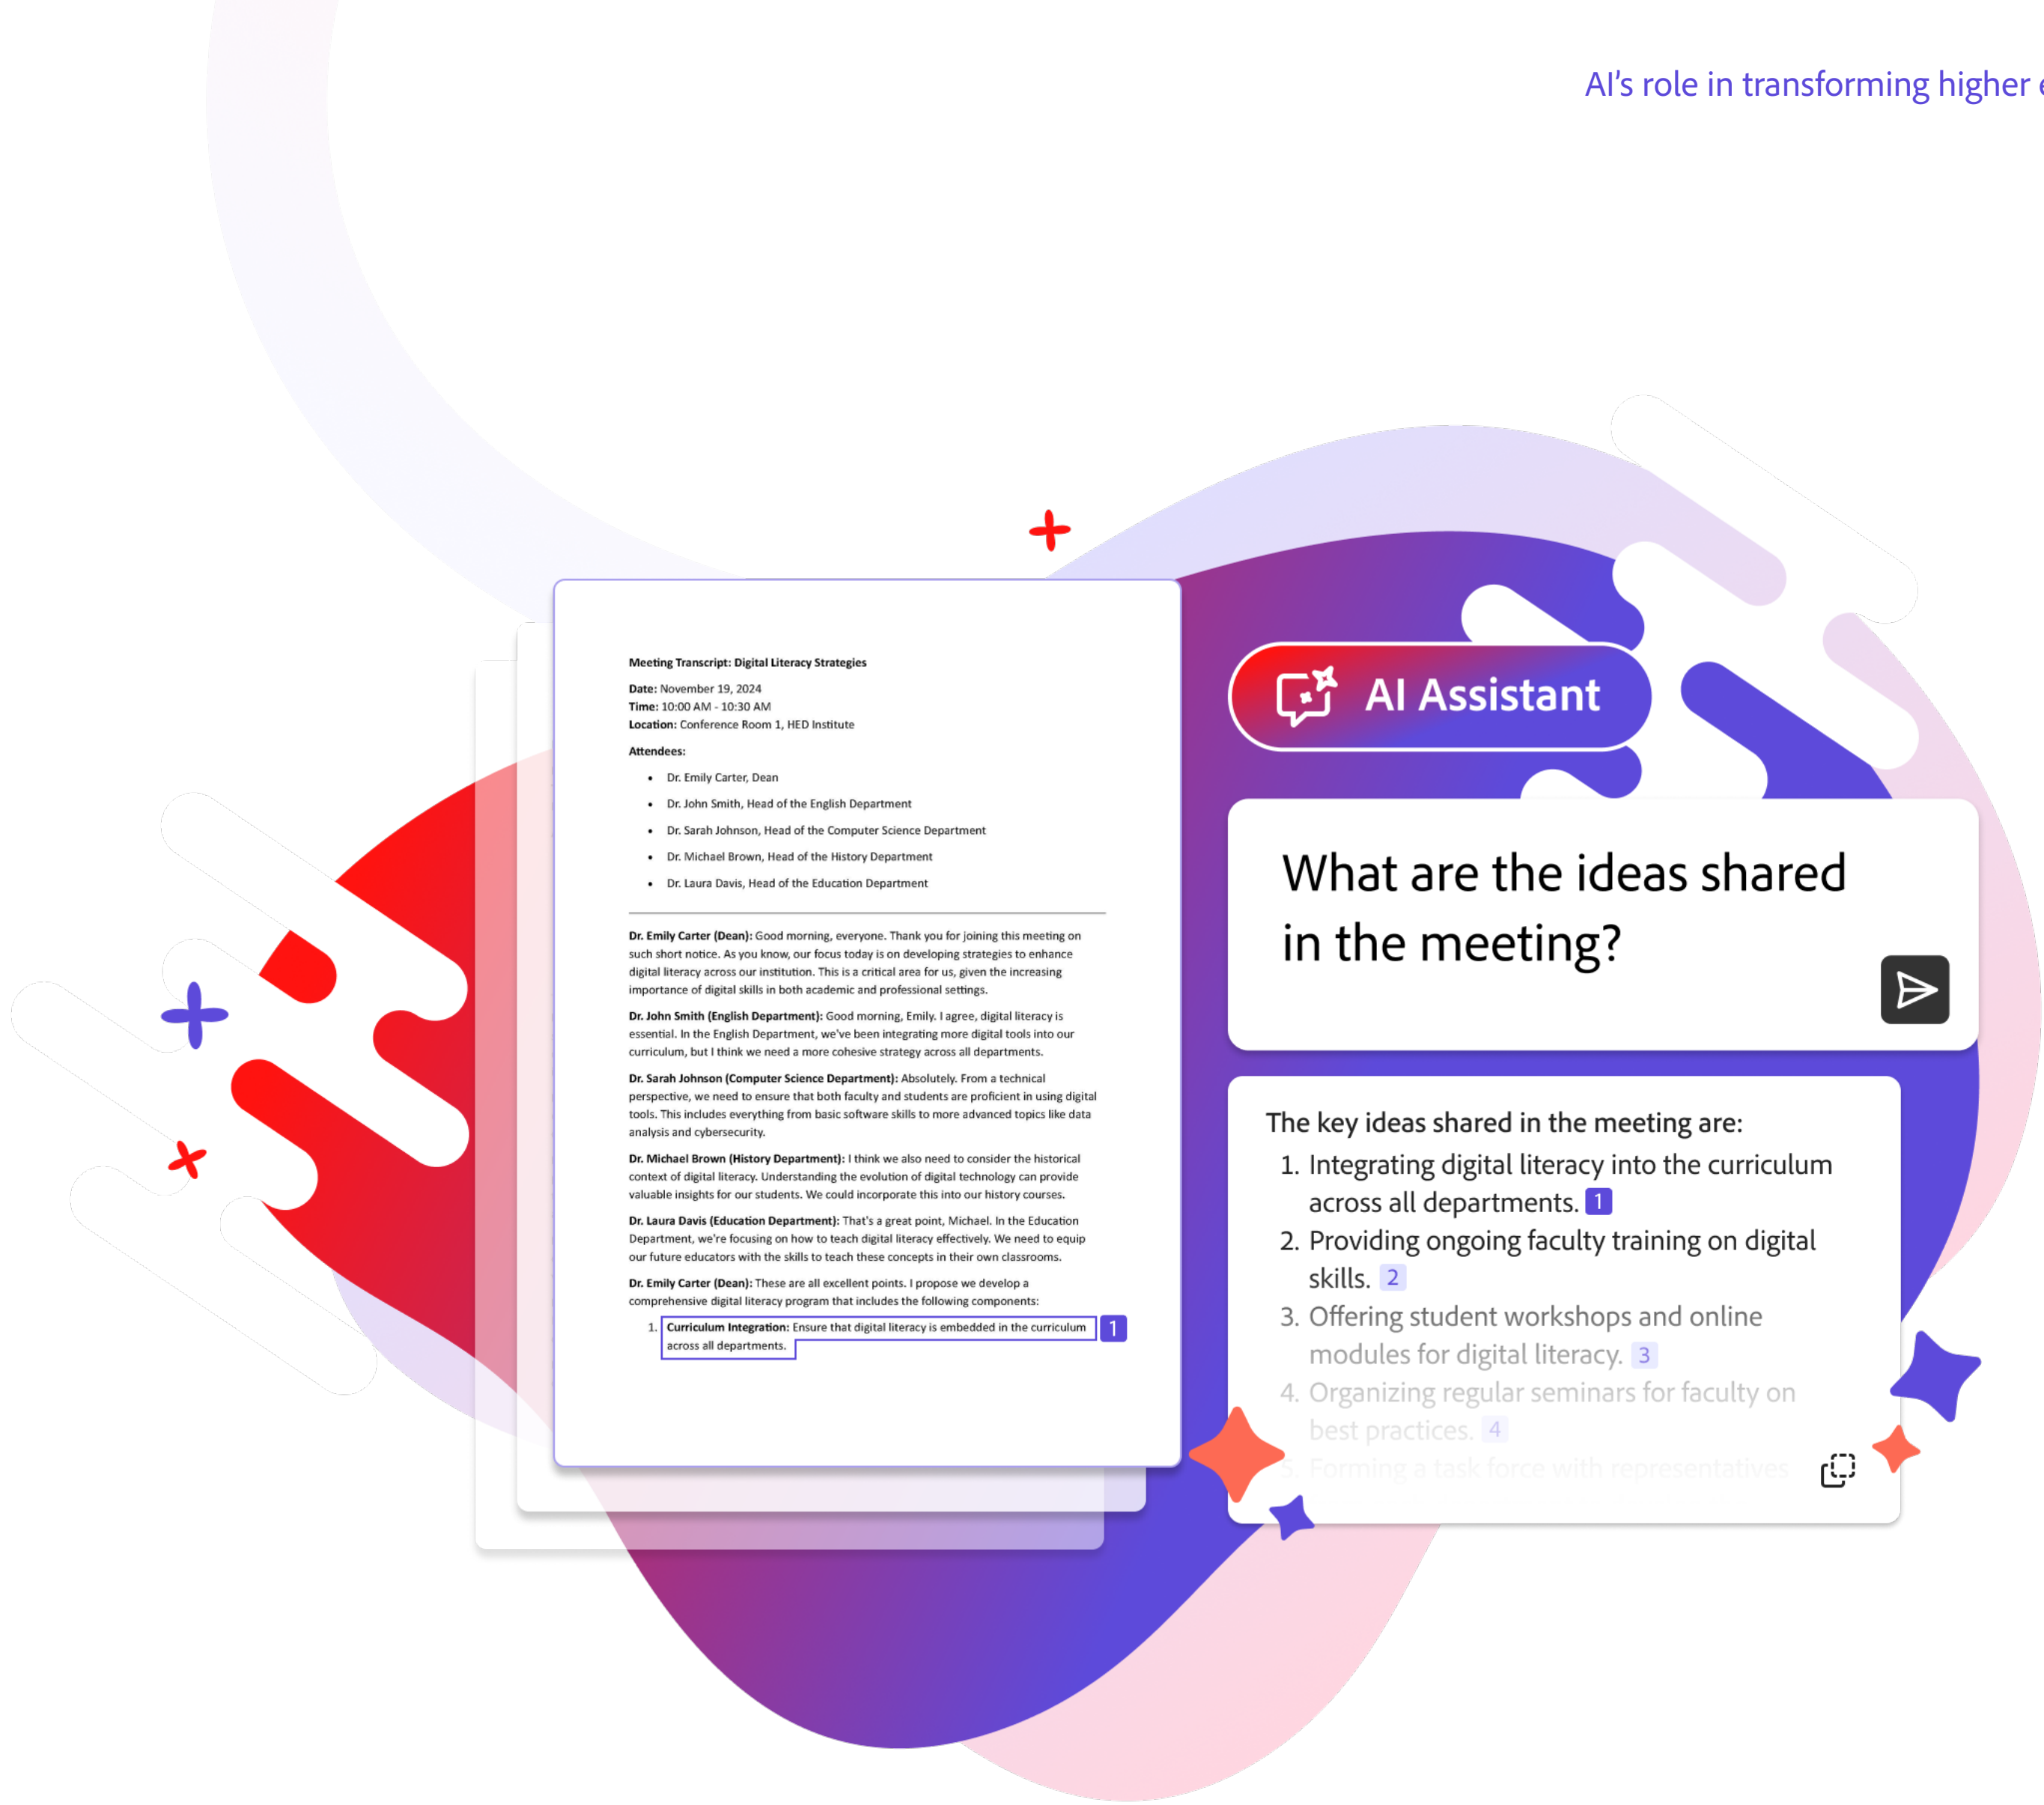 AI's role in transforming higher
Meeting Transcript: Digital Literacy Strategies
Date: November 19, 2024
Time: 10:00 AM - 10:30 AM
Location: Conference Room 1, HED Institute
Attendees:
• Dr. Emily Carter, Dean
• Dr. John Smith, Head of the English Department
• Dr. Sarah Johnson, Head of the Computer Science Department
• Dr. Michael Brown, Head of the History Department
• Dr. Laura Davis, Head of the Education Department
Dr. Emily Carter (Dean): Good morning, everyone. Thank you for joining this meeting on
such short notice. As you know, our focus today is on developing strategies to enhance
digital literacy across our institution. This is a critical area for us, given the increasing
importance of digital skills in both academic and professional settings.
Dr. John Smith (English Department): Good morning, Emily. I agree, digital literacy is
essential. In the English Department, we've been integrating more digital tools into our
curriculum, but I think we need a more cohesive strategy across all departments.
Dr. Sarah Johnson (Computer Science Department): Absolutely. From a technical
perspective, we need to ensure that both faculty and students are proficient in using digital
tools. This includes everything from basic software skills to more advanced topics like data
analysis and cybersecurity.
Dr. Michael Brown (History Department): I think we also need to consider the historical
context of digital literacy. Understanding the evolution of digital technology can provide
valuable insights for our students. We could incorporate this into our history courses.
Dr. Laura Davis (Education Department): That's a great point, Michael. In the Education
Department, we're focusing on how to teach digital literacy effectively. We need to equip
our future educators with the skills to teach these concepts in their own classrooms.
Dr. Emily Carter (Dean): These are all excellent points. I propose we develop a
comprehensive digital literacy program that includes the following components:
1. Curriculum Integration: Ensure that digital literacy is embedded in the curriculum 1
across all departments.
AI Assistant
What are the ideas shared
in the meeting?
The key ideas shared in the meeting are:
1. Integrating digital literacy into the curriculum
across all departments. 1
2. Providing ongoing faculty training on digital
skills. 2
3. Offering student workshops and online
modules for digital literacy. 3
4. Organizing regular seminars for faculty on
best practices. 4
5. Forming a task force with representatives